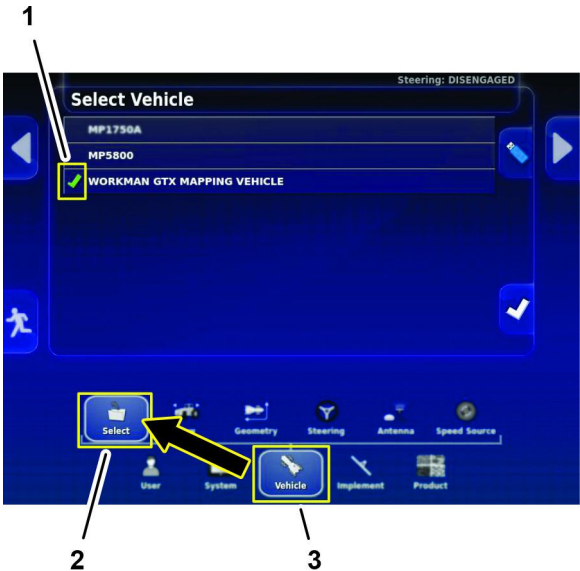 1
Steering: DISENGAGED
Select Vehicle
MP1750A
MP5800
WORKMAN GTX MAPPING VEHICLE
Select
Geometry
Steering
Antenna
Speed Source
User
System
Vehicle
Implement
Product
2
3